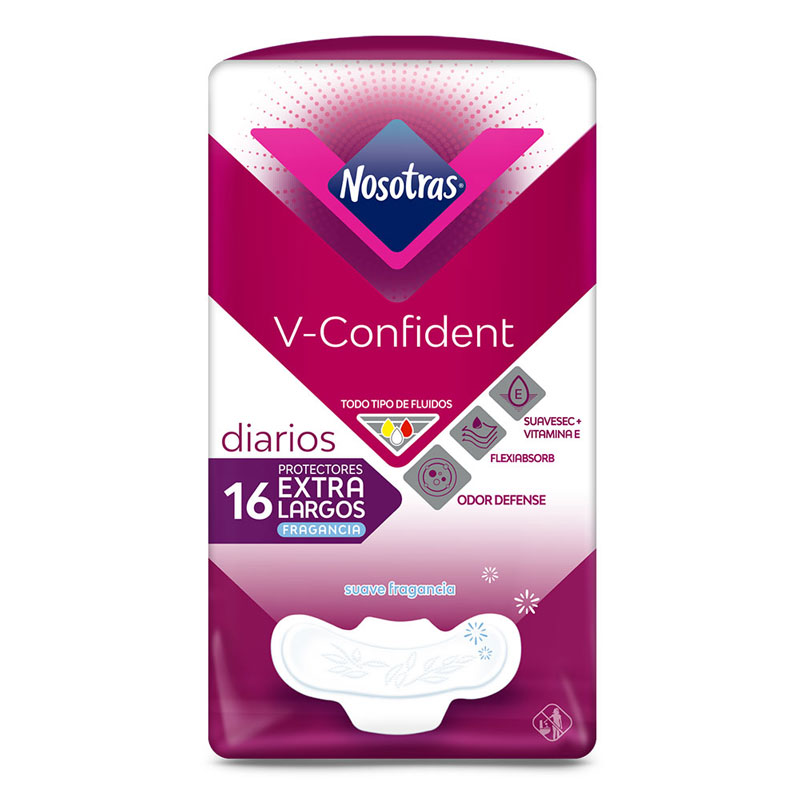 Nosotras®
V-Confident
TODO TIPO DE FLUIDOS
E
SUAVESEC +
VITAMINA E
FLEXIABSORB
ODOR DEFENSE
diarios
16 PROTECTORES
EXTRA
LARGOS
FRAGANCIA
suave fragancia